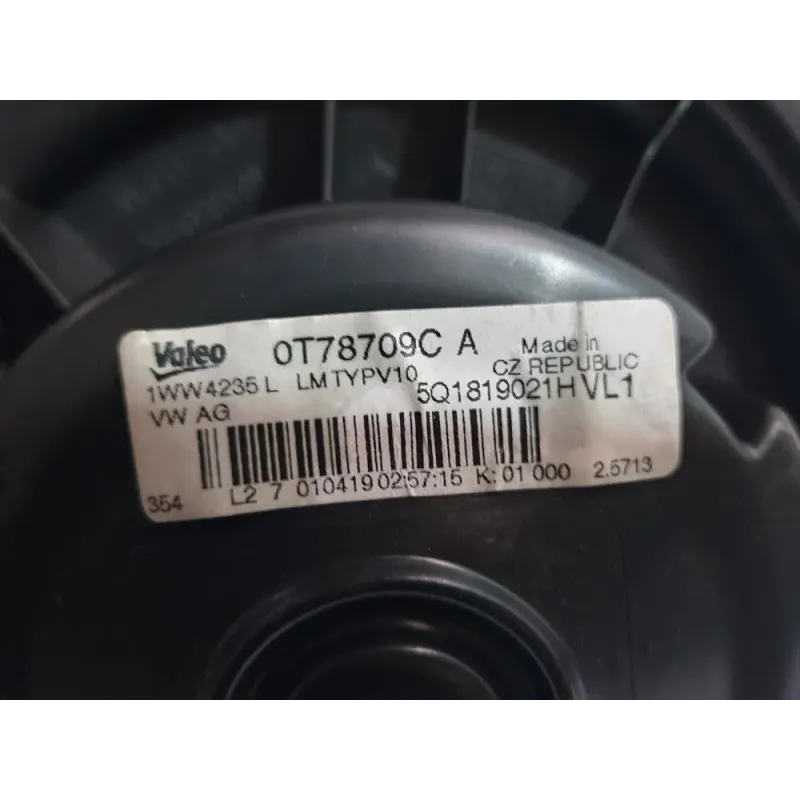 Valeo 0T78709C A Made in
1WW4235 L LMTYPV10 CZ REPUBLIC
VW AG 5Q1819021H VL1
354 L2 7 010419 02:57:15 K: 01 000 2.5713